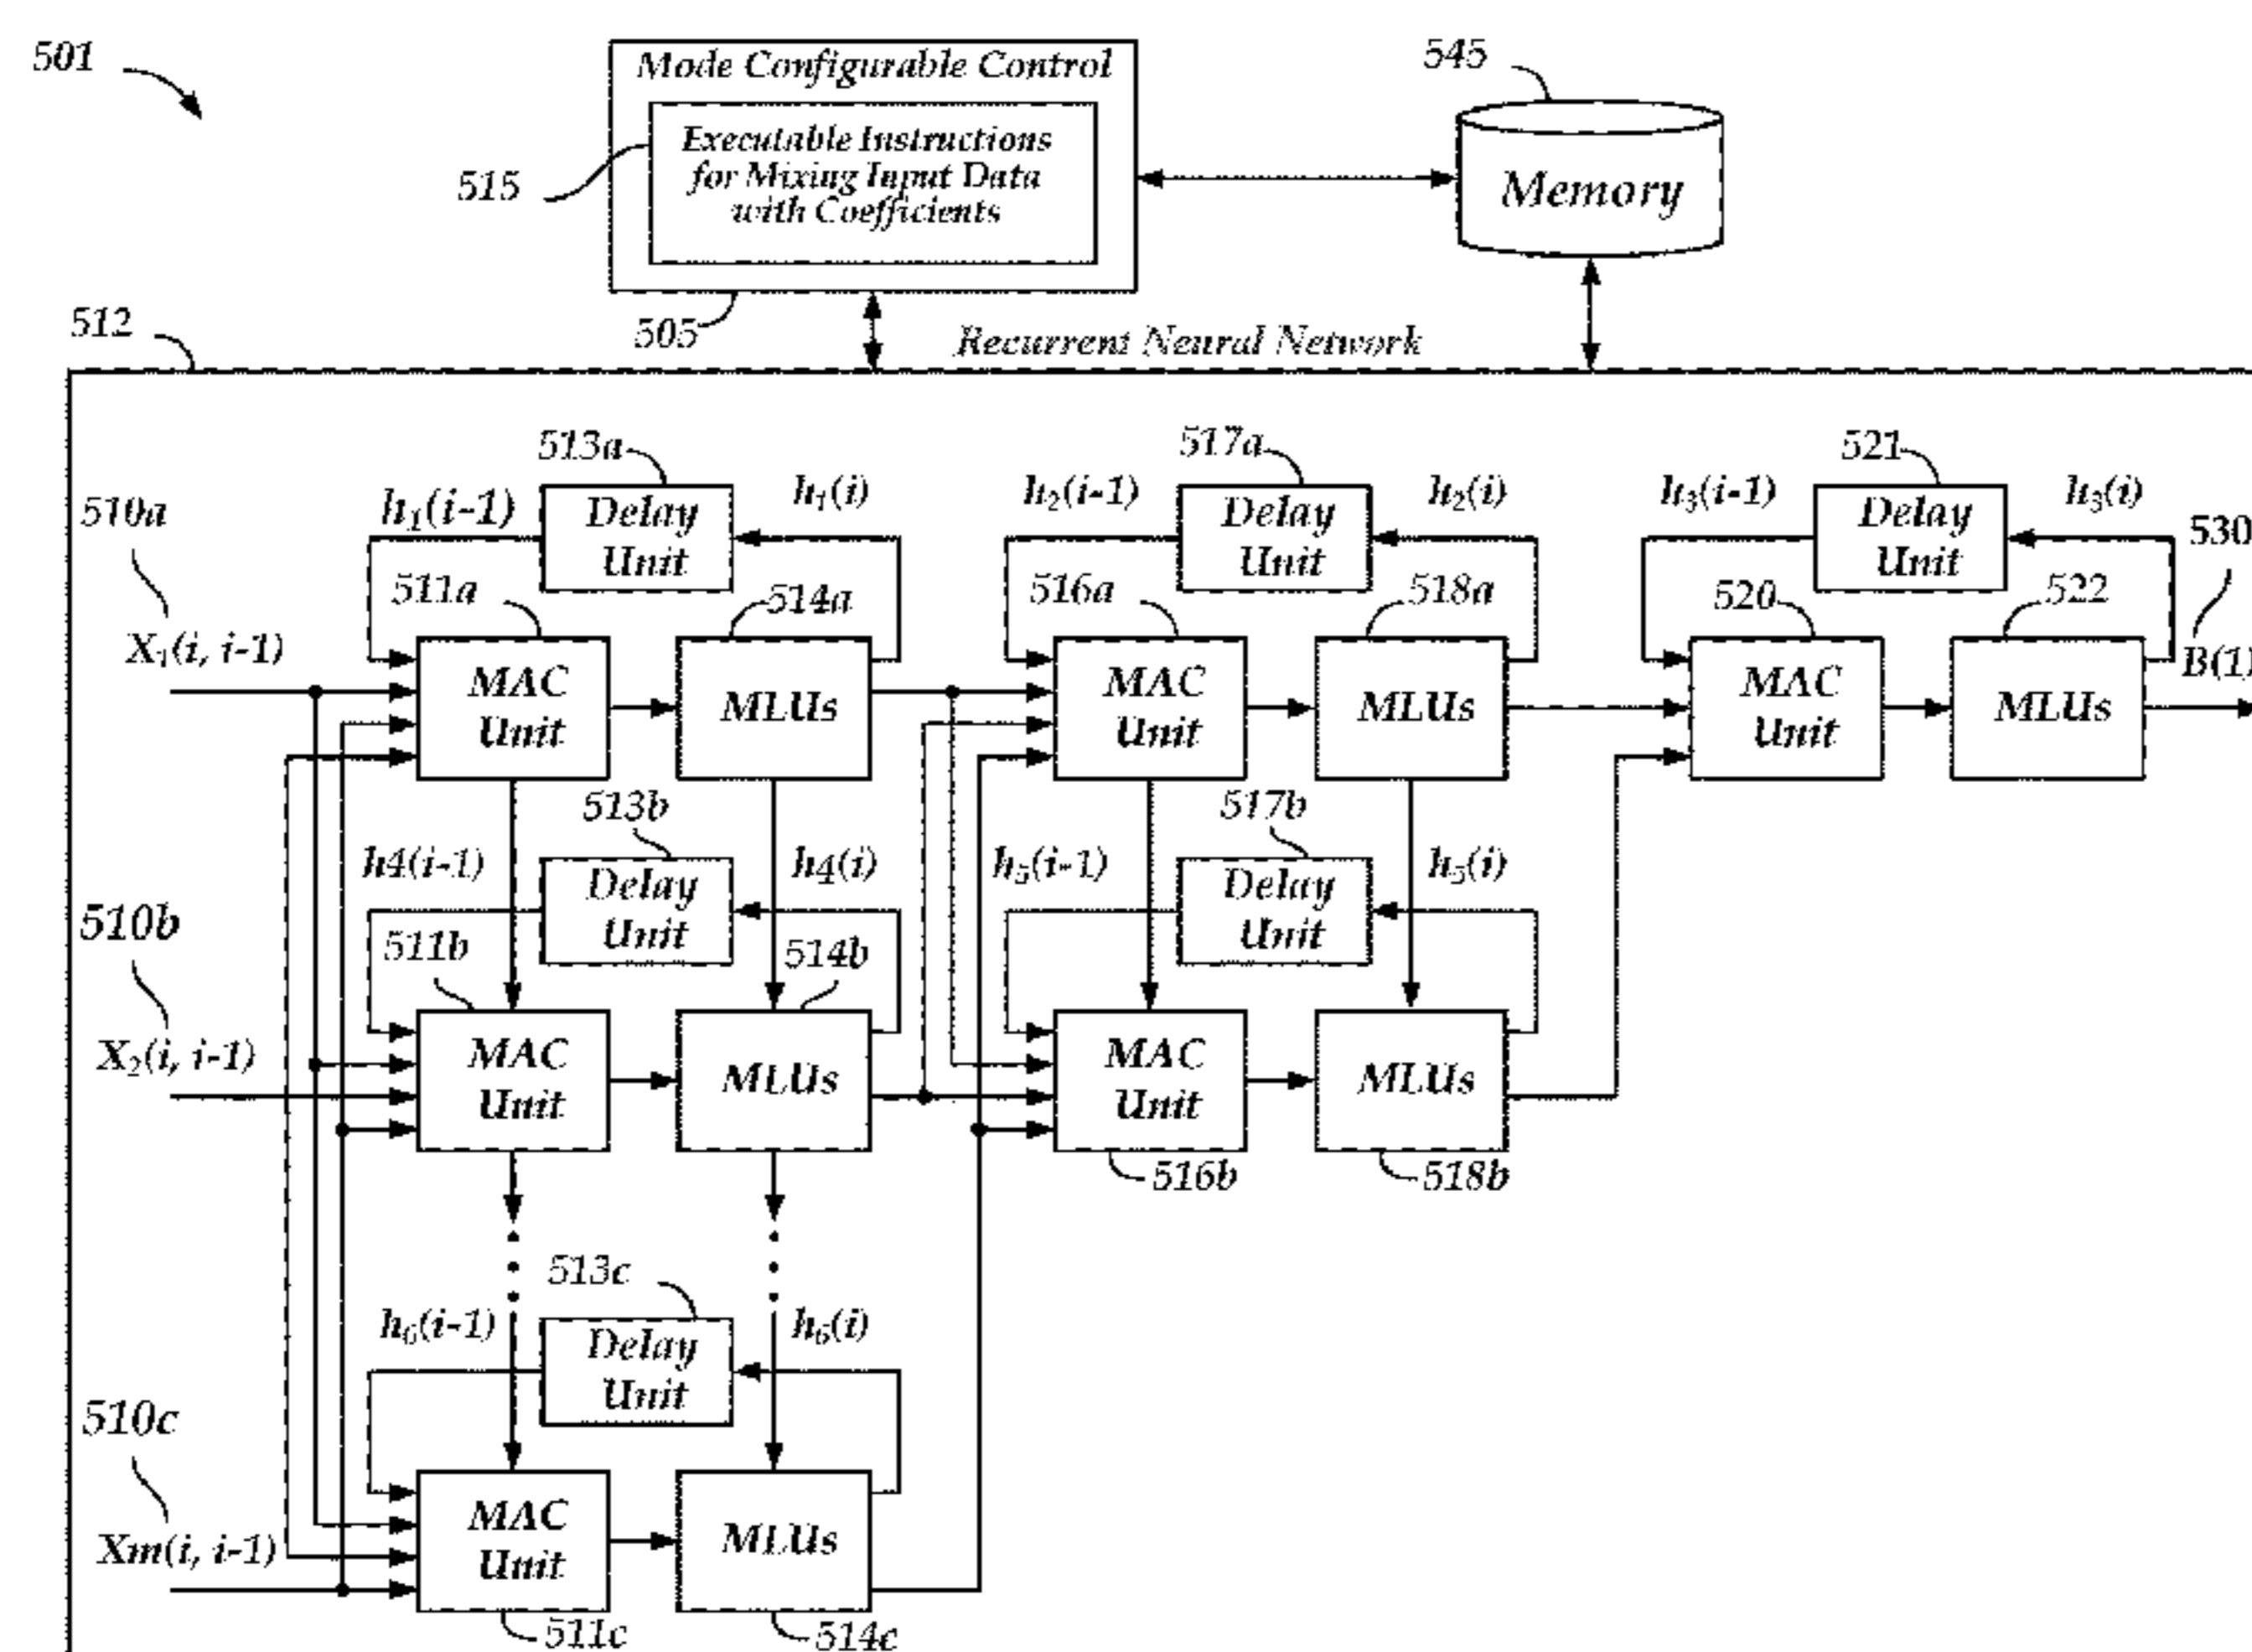 501
Mode Configurable Control
545
Executable Instructions
for Mixing Input Data
with Coefficients
515
Memory
512
505
Recurrent Neural Network
513a
517a
521
510a
h₁(i-1)
Delay
Unit
h₁(i)
h₂(i-1)
Delay
Unit
h₂(i)
h₃(i-1)
Delay
Unit
h₃(i)
530
511a
514a
516a
518a
520
522
X₁(i, i-1)
MAC
Unit
MLUs
MAC
Unit
MLUs
MAC
Unit
MLUs
B(1)
513b
517b
h4(i-1)
Delay
Unit
h4(i)
h₅(i-1)
Delay
Unit
h₅(i)
510b
511b
514b
X₂(i, i-1)
MAC
Unit
MLUs
MAC
Unit
MLUs
516b
518b
513c
h₆(i-1)
Delay
Unit
h₆(i)
510c
Xm(i, i-1)
MAC
Unit
MLUs
511c
514c